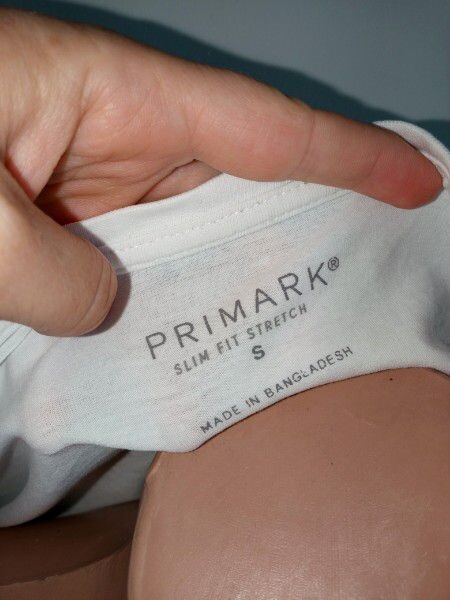 PRIMARK®
SLIM FIT STRETCH
S
MADE IN BANGLADESH